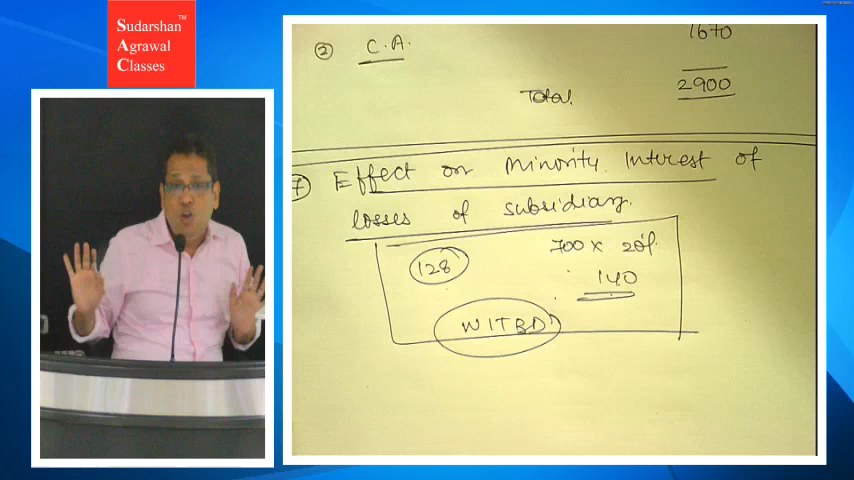 Sudarshan™
Agrawal
Classes
② C.A.
1670
Total 2900
⑦ Effect on Minority Interest of
losses of subsidiary.
128 700 × 20%
140
WITBD?